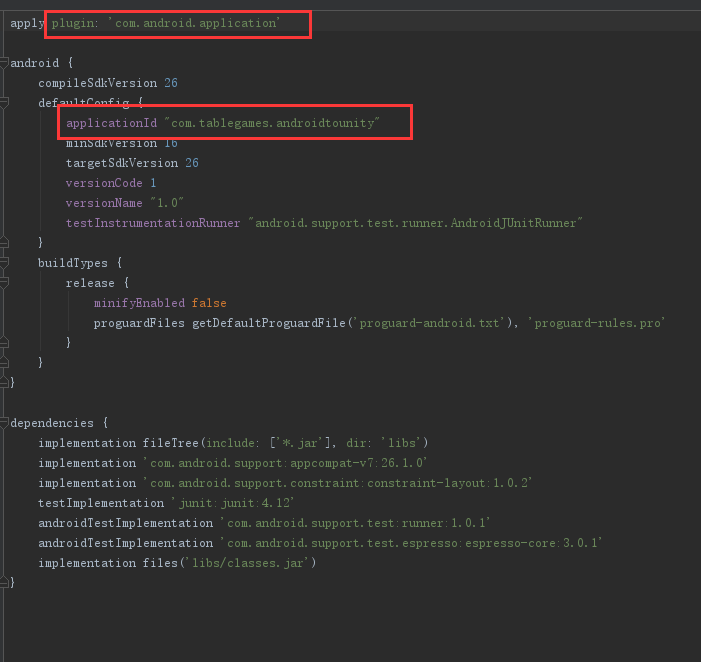 apply plugin: 'com.android.application'
android {
compileSdkVersion 26
defaultConfig {
applicationId "com.tablegames.androidtounity"
minSdkVersion 16
targetSdkVersion 26
versionCode 1
versionName "1.0"
testInstrumentationRunner "android.support.test.runner.AndroidJUnitRunner"
}
buildTypes {
release {
minifyEnabled false
proguardFiles getDefaultProguardFile('proguard-android.txt'), 'proguard-rules.pro'
}
}
}
dependencies {
implementation fileTree(include: ['*.jar'], dir: 'libs')
implementation 'com.android.support:appcompat-v7:26.1.0'
implementation 'com.android.support.constraint:constraint-layout:1.0.2'
testImplementation 'junit:junit:4.12'
androidTestImplementation 'com.android.support.test:runner:1.0.1'
androidTestImplementation 'com.android.support.test.espresso:espresso-core:3.0.1'
implementation files('libs/classes.jar')
}